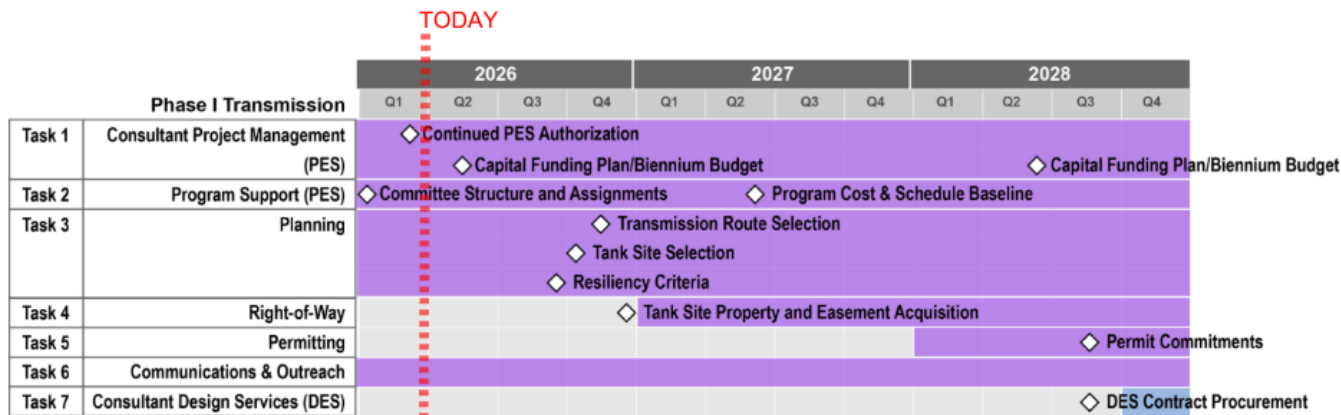 TODAY
2026 2027 2028
Phase I Transmission Q1 Q2 Q3 Q4 Q1 Q2 Q3 Q4 Q1 Q2 Q3 Q4
Task 1 Consultant Project Management Continued PES Authorization
(PES) Capital Funding Plan/Biennium Budget Capital Funding Plan/Biennium Budget
Task 2 Program Support (PES) Committee Structure and Assignments Program Cost & Schedule Baseline
Task 3 Planning Transmission Route Selection
Tank Site Selection
Resiliency Criteria
Task 4 Right-of-Way Tank Site Property and Easement Acquisition
Task 5 Permitting Permit Commitments
Task 6 Communications & Outreach
Task 7 Consultant Design Services (DES) DES Contract Procurement